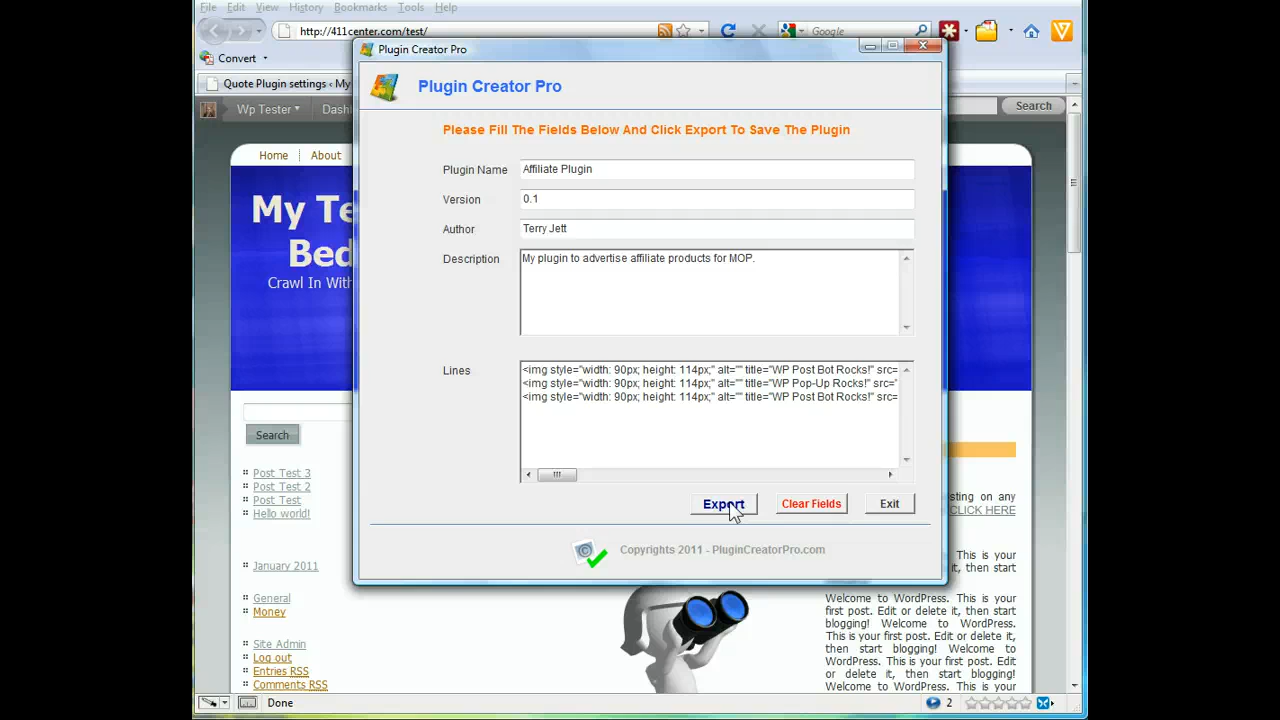 File Edit View History Bookmarks Tools Help
http://411center.com/test/
Google
Plugin Creator Pro
Convert
Plugin Creator Pro
Quote Plugin settings ‹ My
Wp Tester
Dash
Search
Please Fill The Fields Below And Click Export To Save The Plugin
Home
About
Plugin Name
Affiliate Plugin
Version
0.1
Author
Terry Jett
Description
My plugin to advertise affiliate products for MOP.
My Te
Bed
Crawl In With
Lines
<img style="width: 90px; height: 114px;" alt="" title="WP Post Bot Rocks!" src=
<img style="width: 90px; height: 114px;" alt="" title="WP Pop-Up Rocks!" src="
<img style="width: 90px; height: 114px;" alt="" title="WP Post Bot Rocks!" src=
Export
Clear Fields
Exit
Copyrights 2011 - PluginCreatorPro.com
Search
Post Test 3
Post Test 2
Post Test
Hello world!
January 2011
General
Money
Site Admin
Log out
Entries RSS
Comments RSS
sting on any
CLICK HERE
. This is your
it, then start
. This is your
it, then start
Welcome to WordPress. This is your
first post. Edit or delete it, then start
blogging! Welcome to WordPress.
This is your first post. Edit or delete it,
then start blogging! Welcome to
WordPress. This is your first post. Edit
or delete it, then start blogging!
Welcome to WordPress. This is your
Done
2